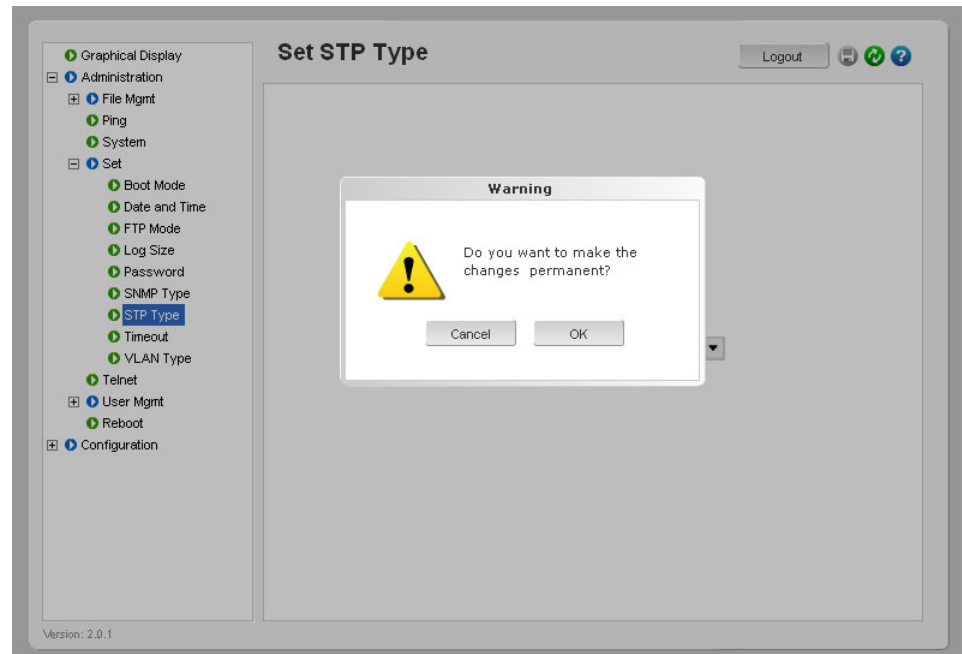 Graphical Display
Administration
File Mgmt
Ping
System
Set
Boot Mode
Date and Time
FTP Mode
Log Size
Password
SNMP Type
STP Type
Timeout
VLAN Type
Telnet
User Mgmt
Reboot
Configuration
Version: 2.0.1
Set STP Type
Logout
?
Warning
!
Do you want to make the
changes permanent?
Cancel
OK